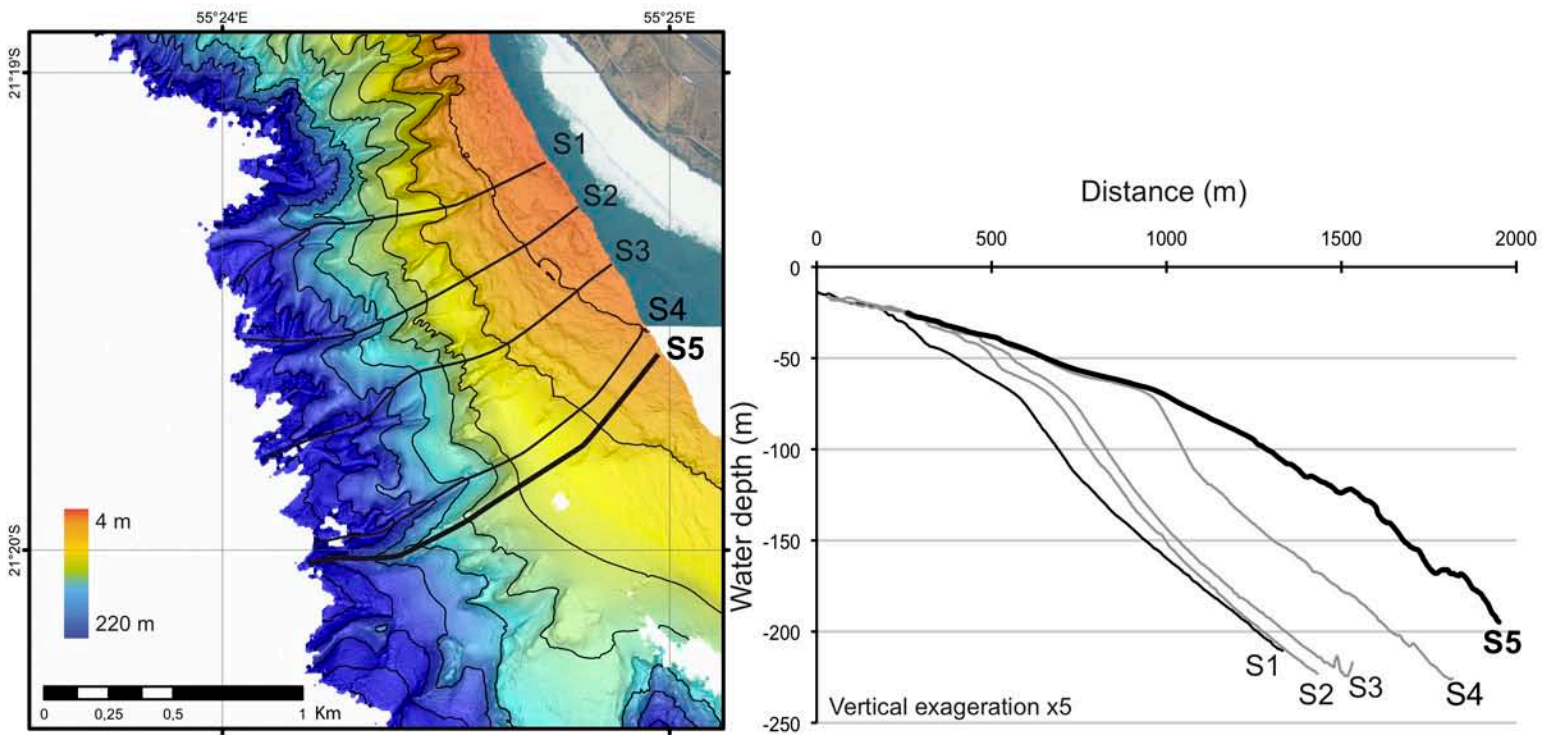 55°24'E
55°25'E
21°19'S
21°20'S
S1
S2
S3
S4
S5
4 m
220 m
0 0,25 0,5 1 Km
Distance (m)
0 500 1000 1500 2000
Water depth (m)
0
-50
-100
-150
-200
-250
S1
S2
S3
S4
S5
Vertical exageration x5